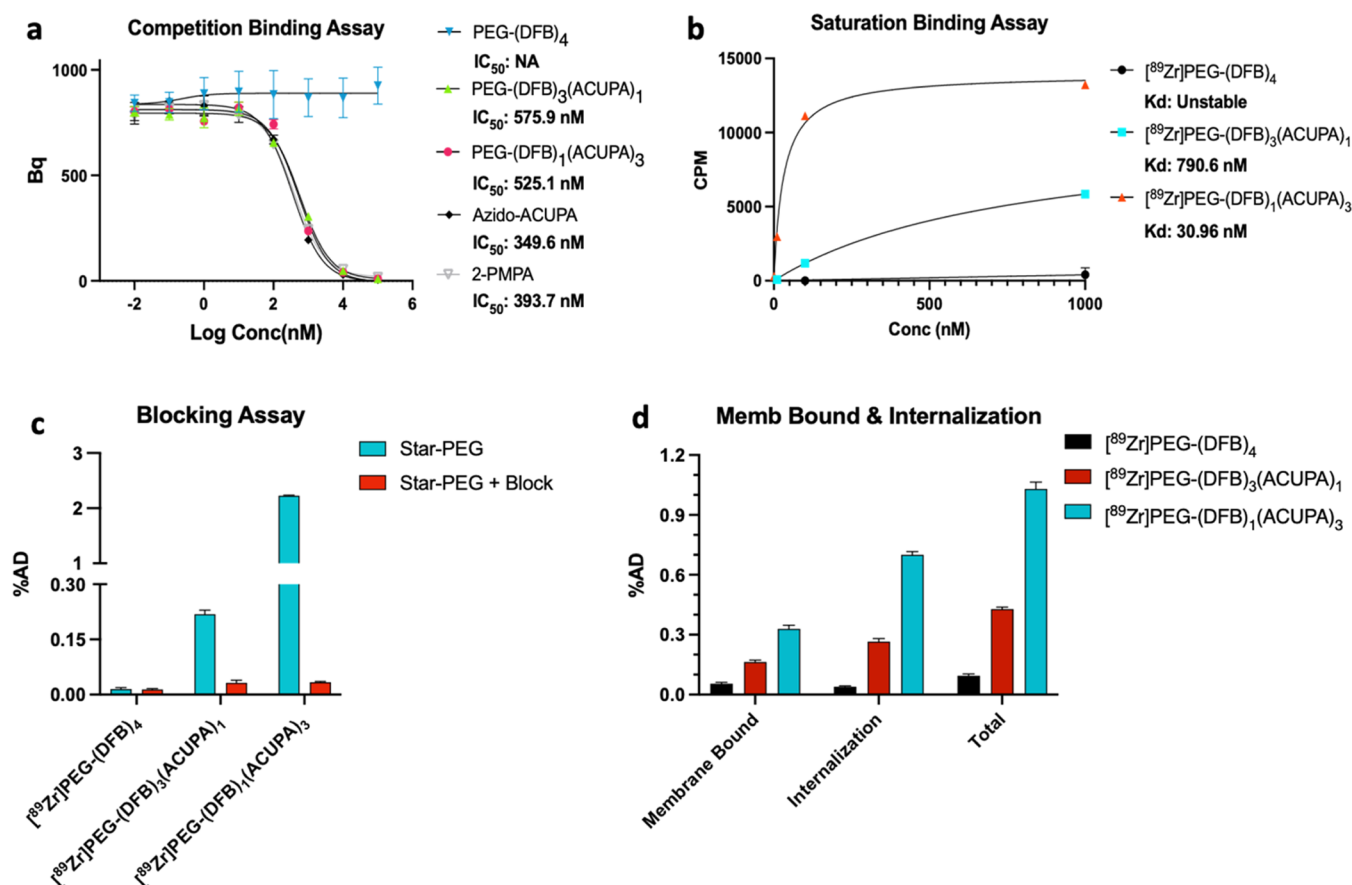 a
Competition Binding Assay
1000
500
0
Bq
-2
0
2
4
6
Log Conc(nM)
PEG-(DFB)₄
IC₅₀: NA
PEG-(DFB)₃(ACUPA)₁
IC₅₀: 575.9 nM
PEG-(DFB)₁(ACUPA)₃
IC₅₀: 525.1 nM
Azido-ACUPA
IC₅₀: 349.6 nM
2-PMPA
IC₅₀: 393.7 nM
b
Saturation Binding Assay
15000
10000
5000
0
CPM
0
500
1000
Conc (nM)
[⁸⁹Zr]PEG-(DFB)₄
Kd: Unstable
[⁸⁹Zr]PEG-(DFB)₃(ACUPA)₁
Kd: 790.6 nM
[⁸⁹Zr]PEG-(DFB)₁(ACUPA)₃
Kd: 30.96 nM
c
Blocking Assay
3
2
1
0.30
0.15
0.00
%AD
Star-PEG
Star-PEG + Block
[⁸⁹Zr]PEG-(DFB)₄
[⁸⁹Zr]PEG-(DFB)₃(ACUPA)₁
[⁸⁹Zr]PEG-(DFB)₁(ACUPA)₃
d
Memb Bound & Internalization
1.2
0.9
0.6
0.3
0.0
%AD
Membrane Bound
Internalization
Total
[⁸⁹Zr]PEG-(DFB)₄
[⁸⁹Zr]PEG-(DFB)₃(ACUPA)₁
[⁸⁹Zr]PEG-(DFB)₁(ACUPA)₃